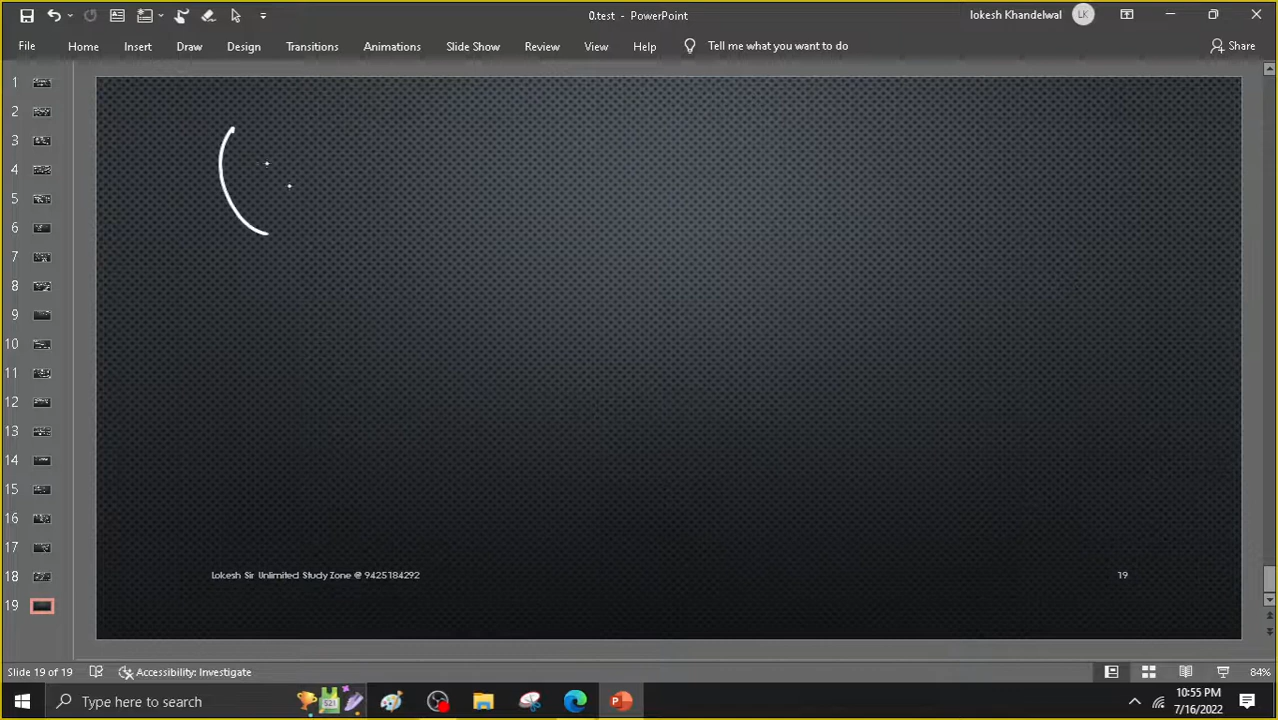 0.test - PowerPoint
lokesh Khandelwal LK
File Home Insert Draw Design Transitions Animations Slide Show Review View Help Tell me what you want to do Share
1
2
3
4
5
6
7
8
9
10
11
12
13
14
15
16
17
18
19
Lokesh Sir Unlimited Study Zone @ 9425184292 19
Slide 19 of 19 Accessibility: Investigate 84%
Type here to search
10:55 PM
7/16/2022